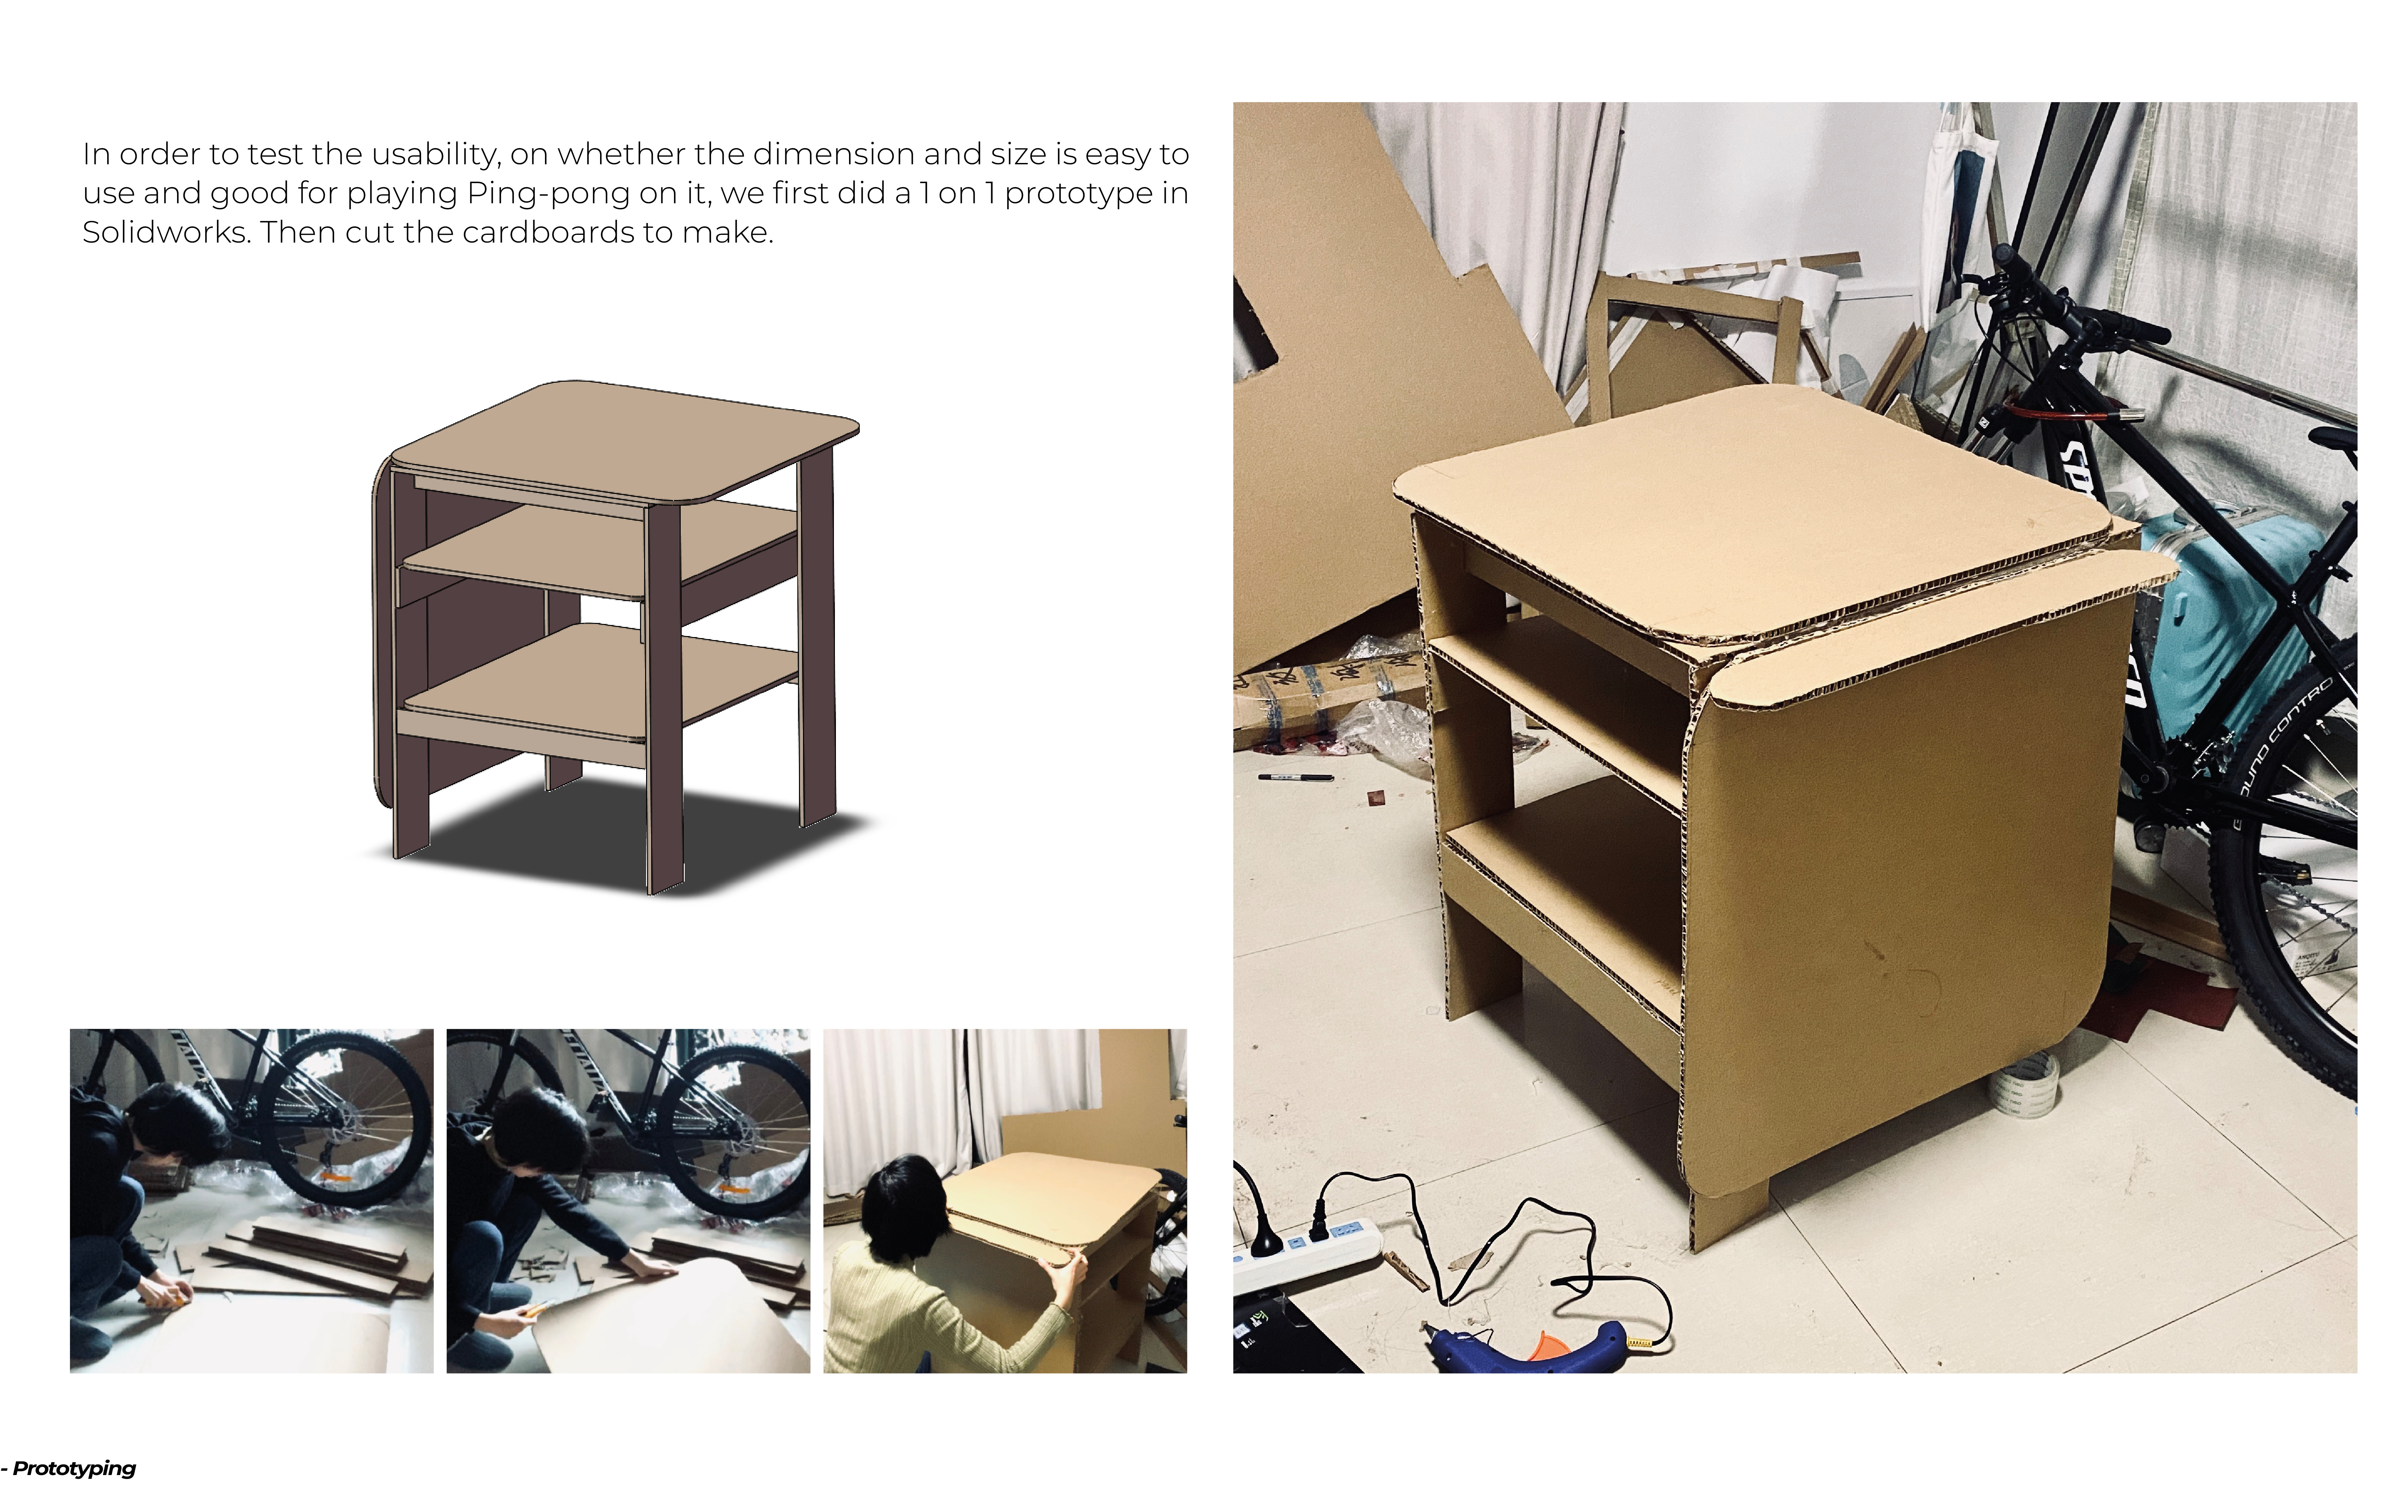 In order to test the usability, on whether the dimension and size is easy to
use and good for playing Ping-pong on it, we first did a 1 on 1 prototype in
Solidworks. Then cut the cardboards to make.
- Prototyping